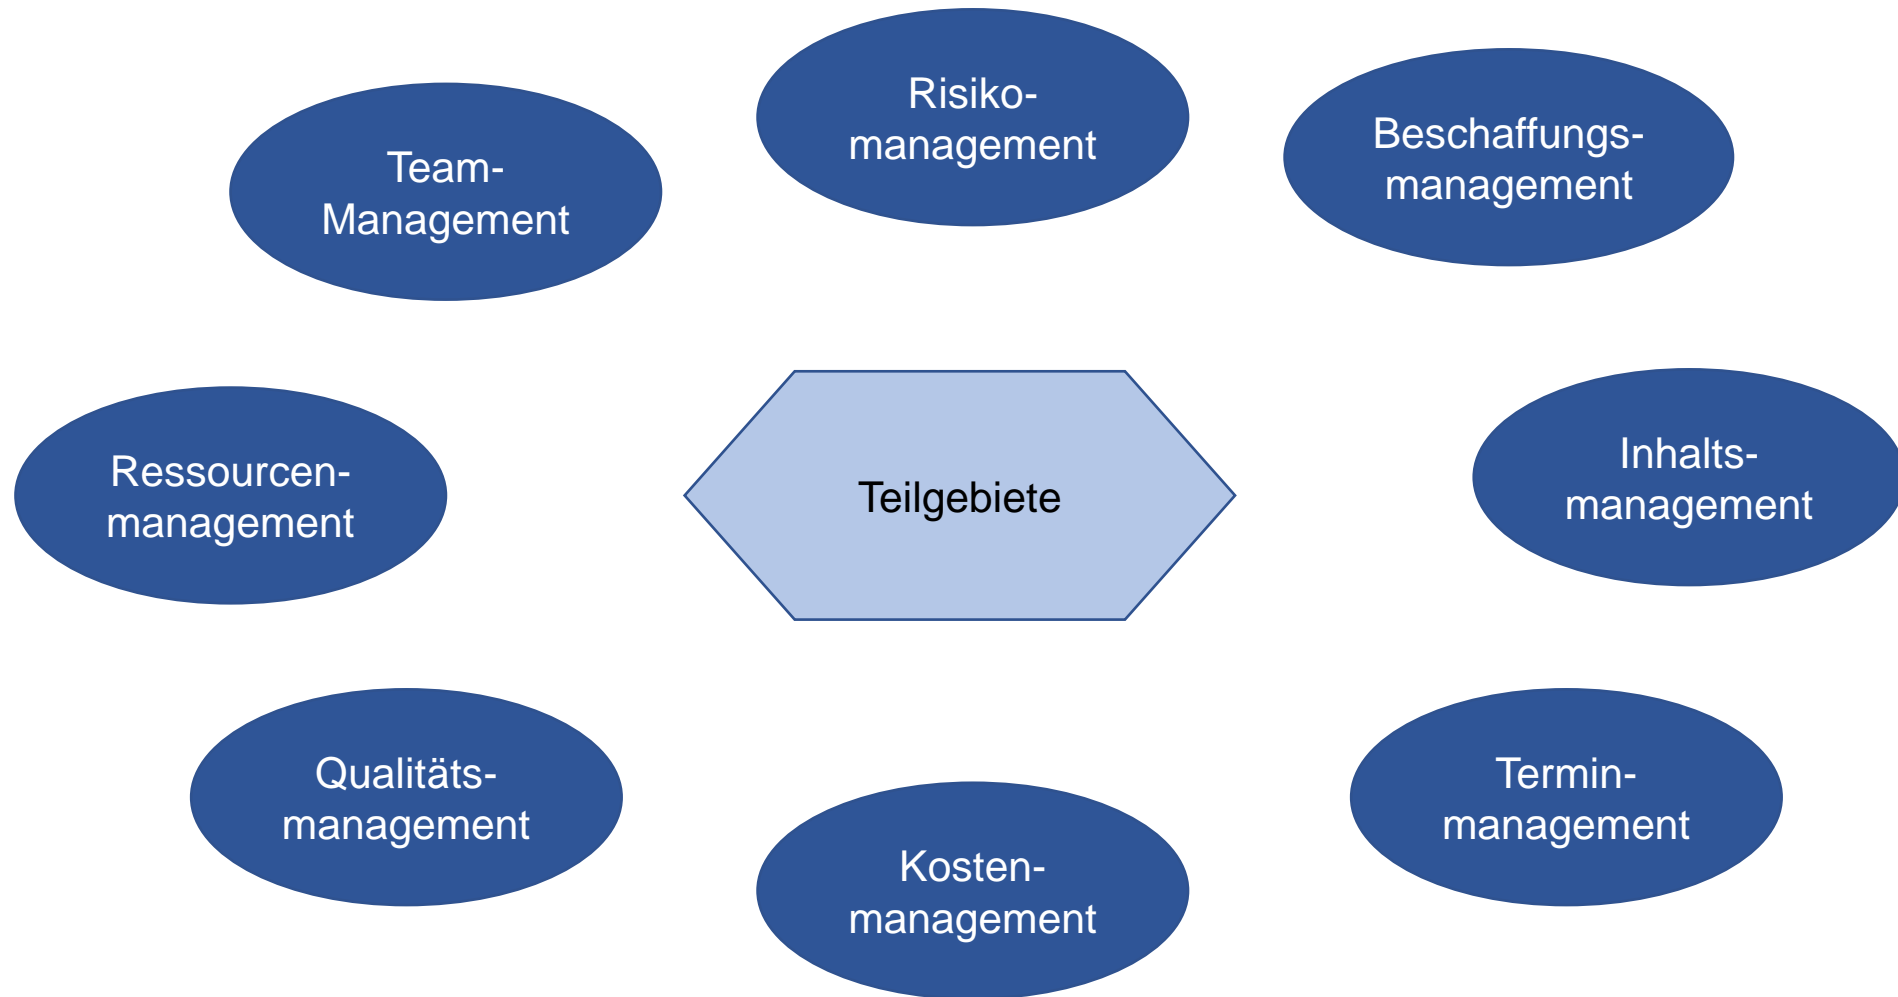 Risiko-
management
Beschaffungs-
management
Team-
Management
Inhalts-
management
Ressourcen-
management
Teilgebiete
Termin-
management
Qualitäts-
management
Kosten-
management